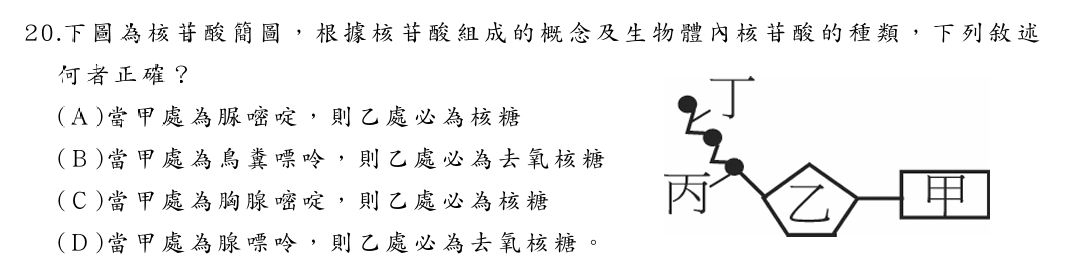 20.下圖為核苷酸簡圖，根據核苷酸組成的概念及生物體內核苷酸的種類，下列敘述
何者正確？
(A)當甲處為脲嘧啶，則乙處必為核糖
(B)當甲處為鳥糞嘌呤，則乙處必為去氧核糖
(C)當甲處為胸腺嘧啶，則乙處必為核糖
(D)當甲處為腺嘌呤，則乙處必為去氧核糖。
丁
丙
乙
甲